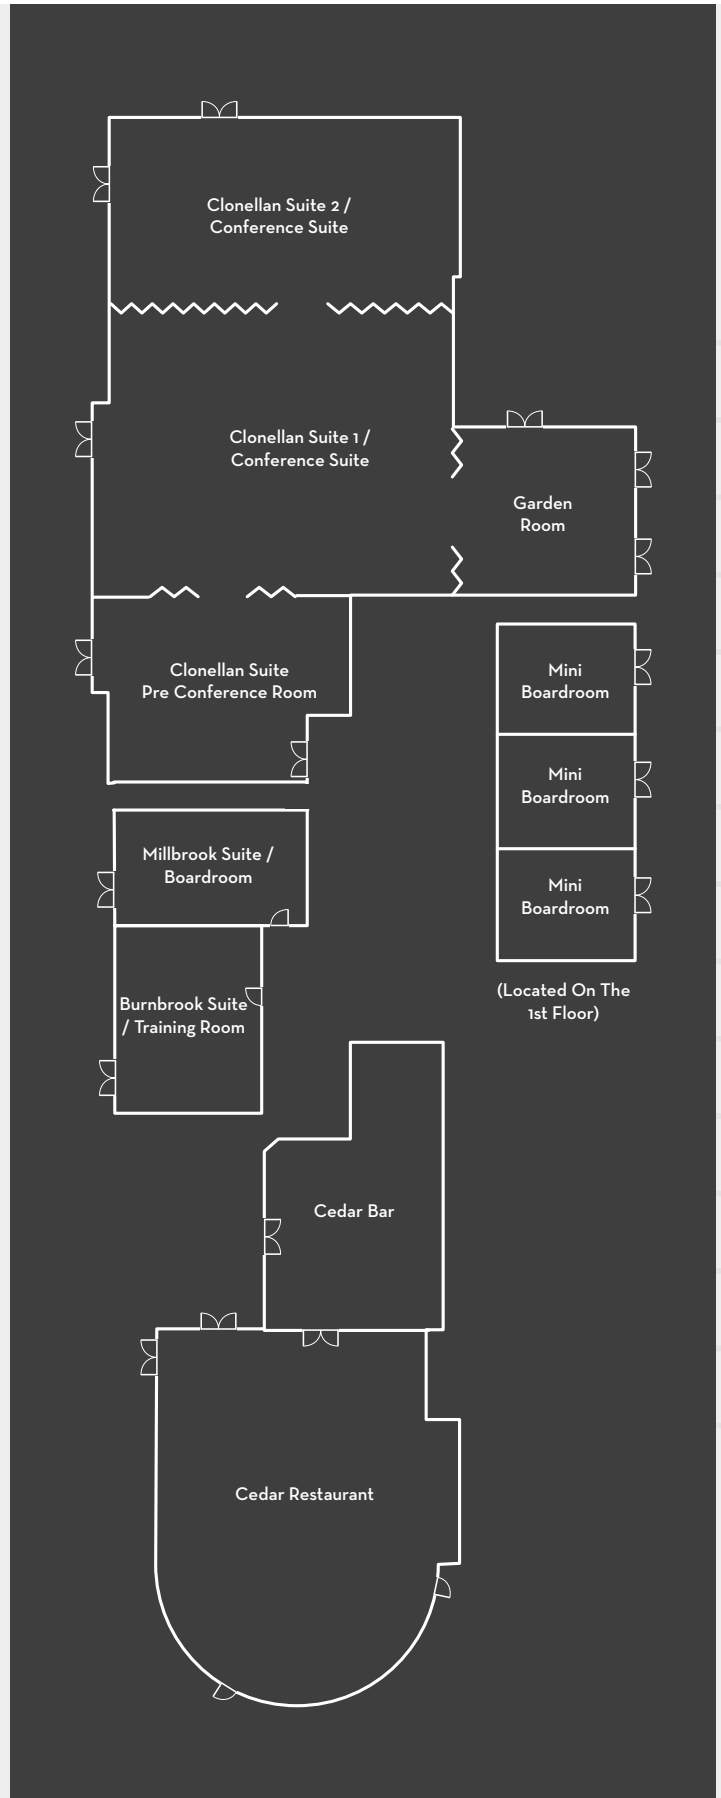 Clonellan Suite 2 /
Conference Suite
Clonellan Suite 1 /
Conference Suite
Garden
Room
Clonellan Suite
Pre Conference Room
Mini
Boardroom
Mini
Boardroom
Millbrook Suite /
Boardroom
Mini
Boardroom
(Located On The
1st Floor)
Burnbrook Suite
/ Training Room
Cedar Bar
Cedar Restaurant